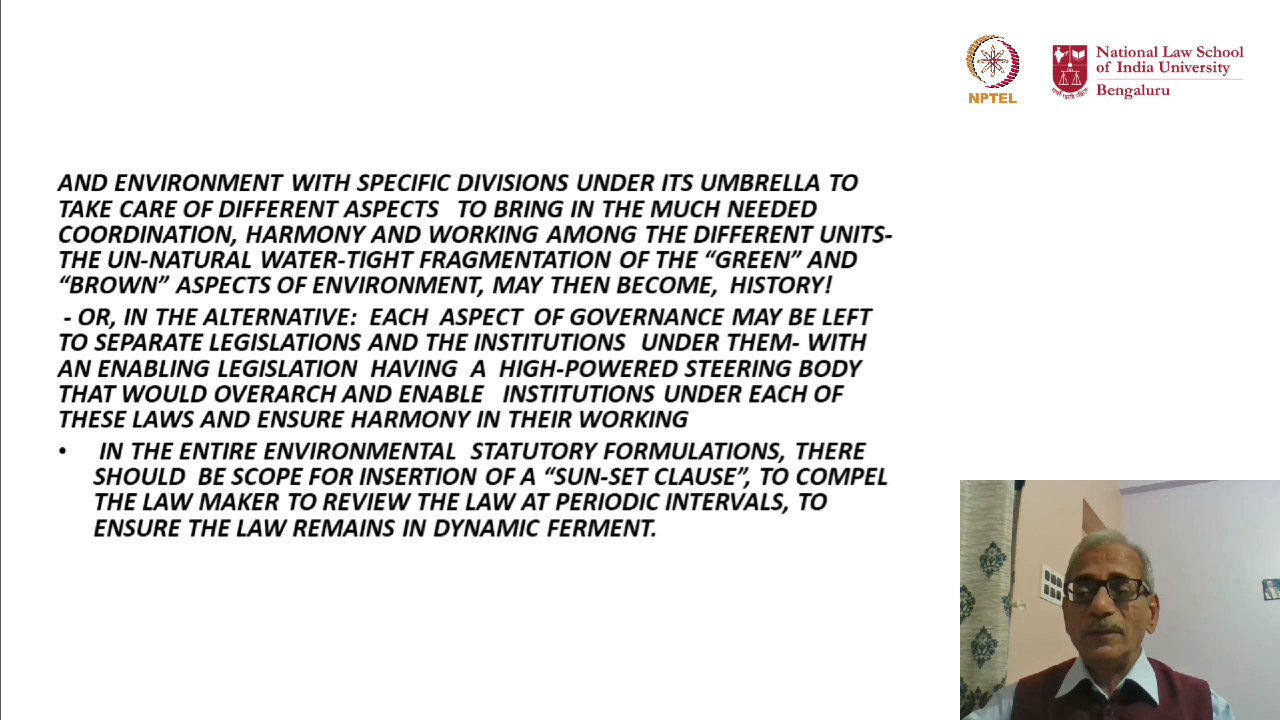 NPTEL
National Law School
of India University
Bengaluru
AND ENVIRONMENT WITH SPECIFIC DIVISIONS UNDER ITS UMBRELLA TO
TAKE CARE OF DIFFERENT ASPECTS TO BRING IN THE MUCH NEEDED
COORDINATION, HARMONY AND WORKING AMONG THE DIFFERENT UNITS-
THE UN-NATURAL WATER-TIGHT FRAGMENTATION OF THE “GREEN” AND
“BROWN” ASPECTS OF ENVIRONMENT, MAY THEN BECOME, HISTORY!
- OR, IN THE ALTERNATIVE: EACH ASPECT OF GOVERNANCE MAY BE LEFT
TO SEPARATE LEGISLATIONS AND THE INSTITUTIONS UNDER THEM- WITH
AN ENABLING LEGISLATION HAVING A HIGH-POWERED STEERING BODY
THAT WOULD OVERARCH AND ENABLE INSTITUTIONS UNDER EACH OF
THESE LAWS AND ENSURE HARMONY IN THEIR WORKING
• IN THE ENTIRE ENVIRONMENTAL STATUTORY FORMULATIONS, THERE
SHOULD BE SCOPE FOR INSERTION OF A “SUN-SET CLAUSE”, TO COMPEL
THE LAW MAKER TO REVIEW THE LAW AT PERIODIC INTERVALS, TO
ENSURE THE LAW REMAINS IN DYNAMIC FERMENT.